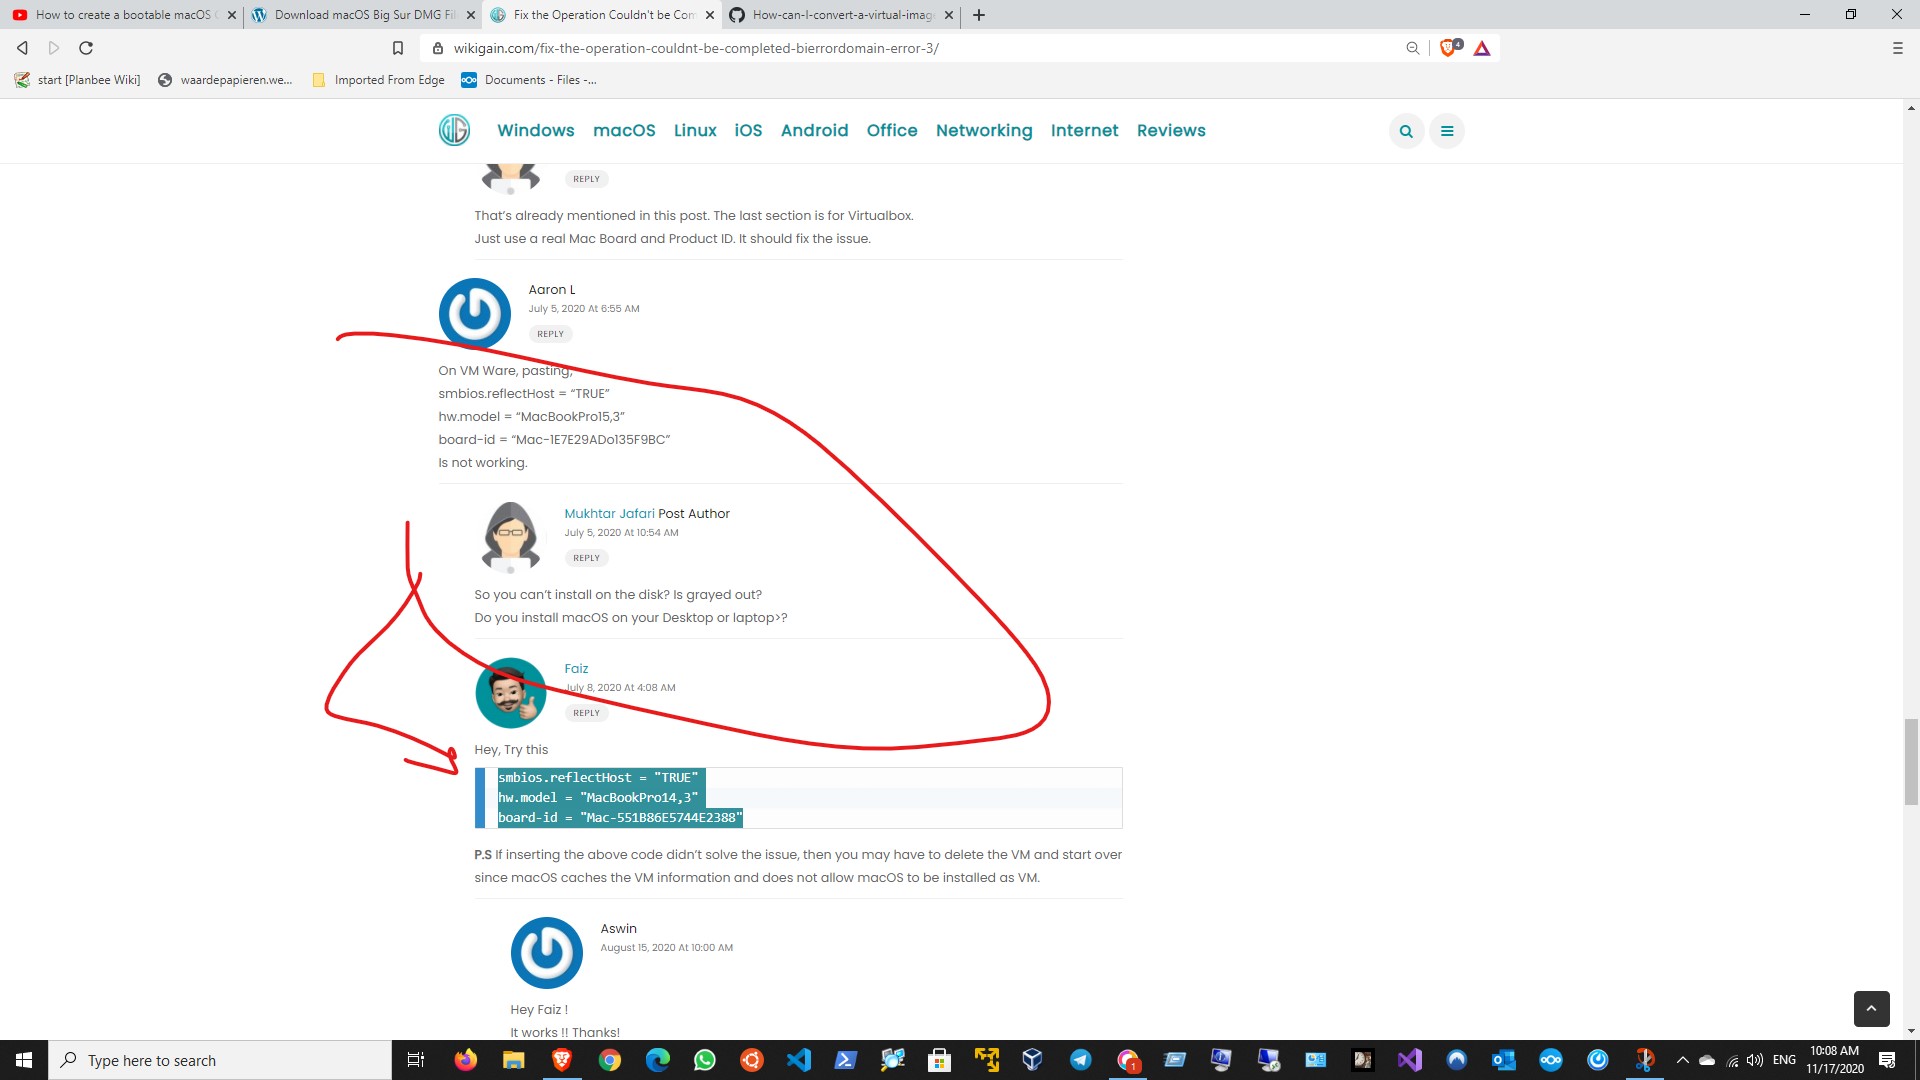 How to create a bootable macOS
Download macOS Big Sur DMG Fil
Fix the Operation Couldn't be Com
How-can-I-convert-a-virtual-imag
wikigain.com/fix-the-operation-couldnt-be-completed-bierrordomain-error-3/
4
start [Planbee Wiki]
waardepapieren.we...
Imported From Edge
Documents - Files -...
Windows macOS Linux iOS Android Office Networking Internet Reviews
REPLY
That's already mentioned in this post. The last section is for Virtualbox.
Just use a real Mac Board and Product ID. It should fix the issue.
Aaron L
July 5, 2020 At 6:55 AM
REPLY
On VM Ware, pasting,
smbios.reflectHost = “TRUE”
hw.model = “MacBookPro15,3”
board-id = “Mac-1E7E29ADo135F9BC”
Is not working.
Mukhtar Jafari Post Author
July 5, 2020 At 10:54 AM
REPLY
So you can't install on the disk? Is grayed out?
Do you install macOS on your Desktop or laptop>?
Faiz
July 8, 2020 At 4:08 AM
REPLY
Hey, Try this
smbios.reflectHost = "TRUE"
hw.model = "MacBookPro14,3"
board-id = "Mac-551B86E5744E2388"
P.S If inserting the above code didn't solve the issue, then you may have to delete the VM and start over
since macOS caches the VM information and does not allow macOS to be installed as VM.
Aswin
August 15, 2020 At 10:00 AM
Hey Faiz !
It works !! Thanks!
Type here to search
1
ENG
10:08 AM
11/17/2020